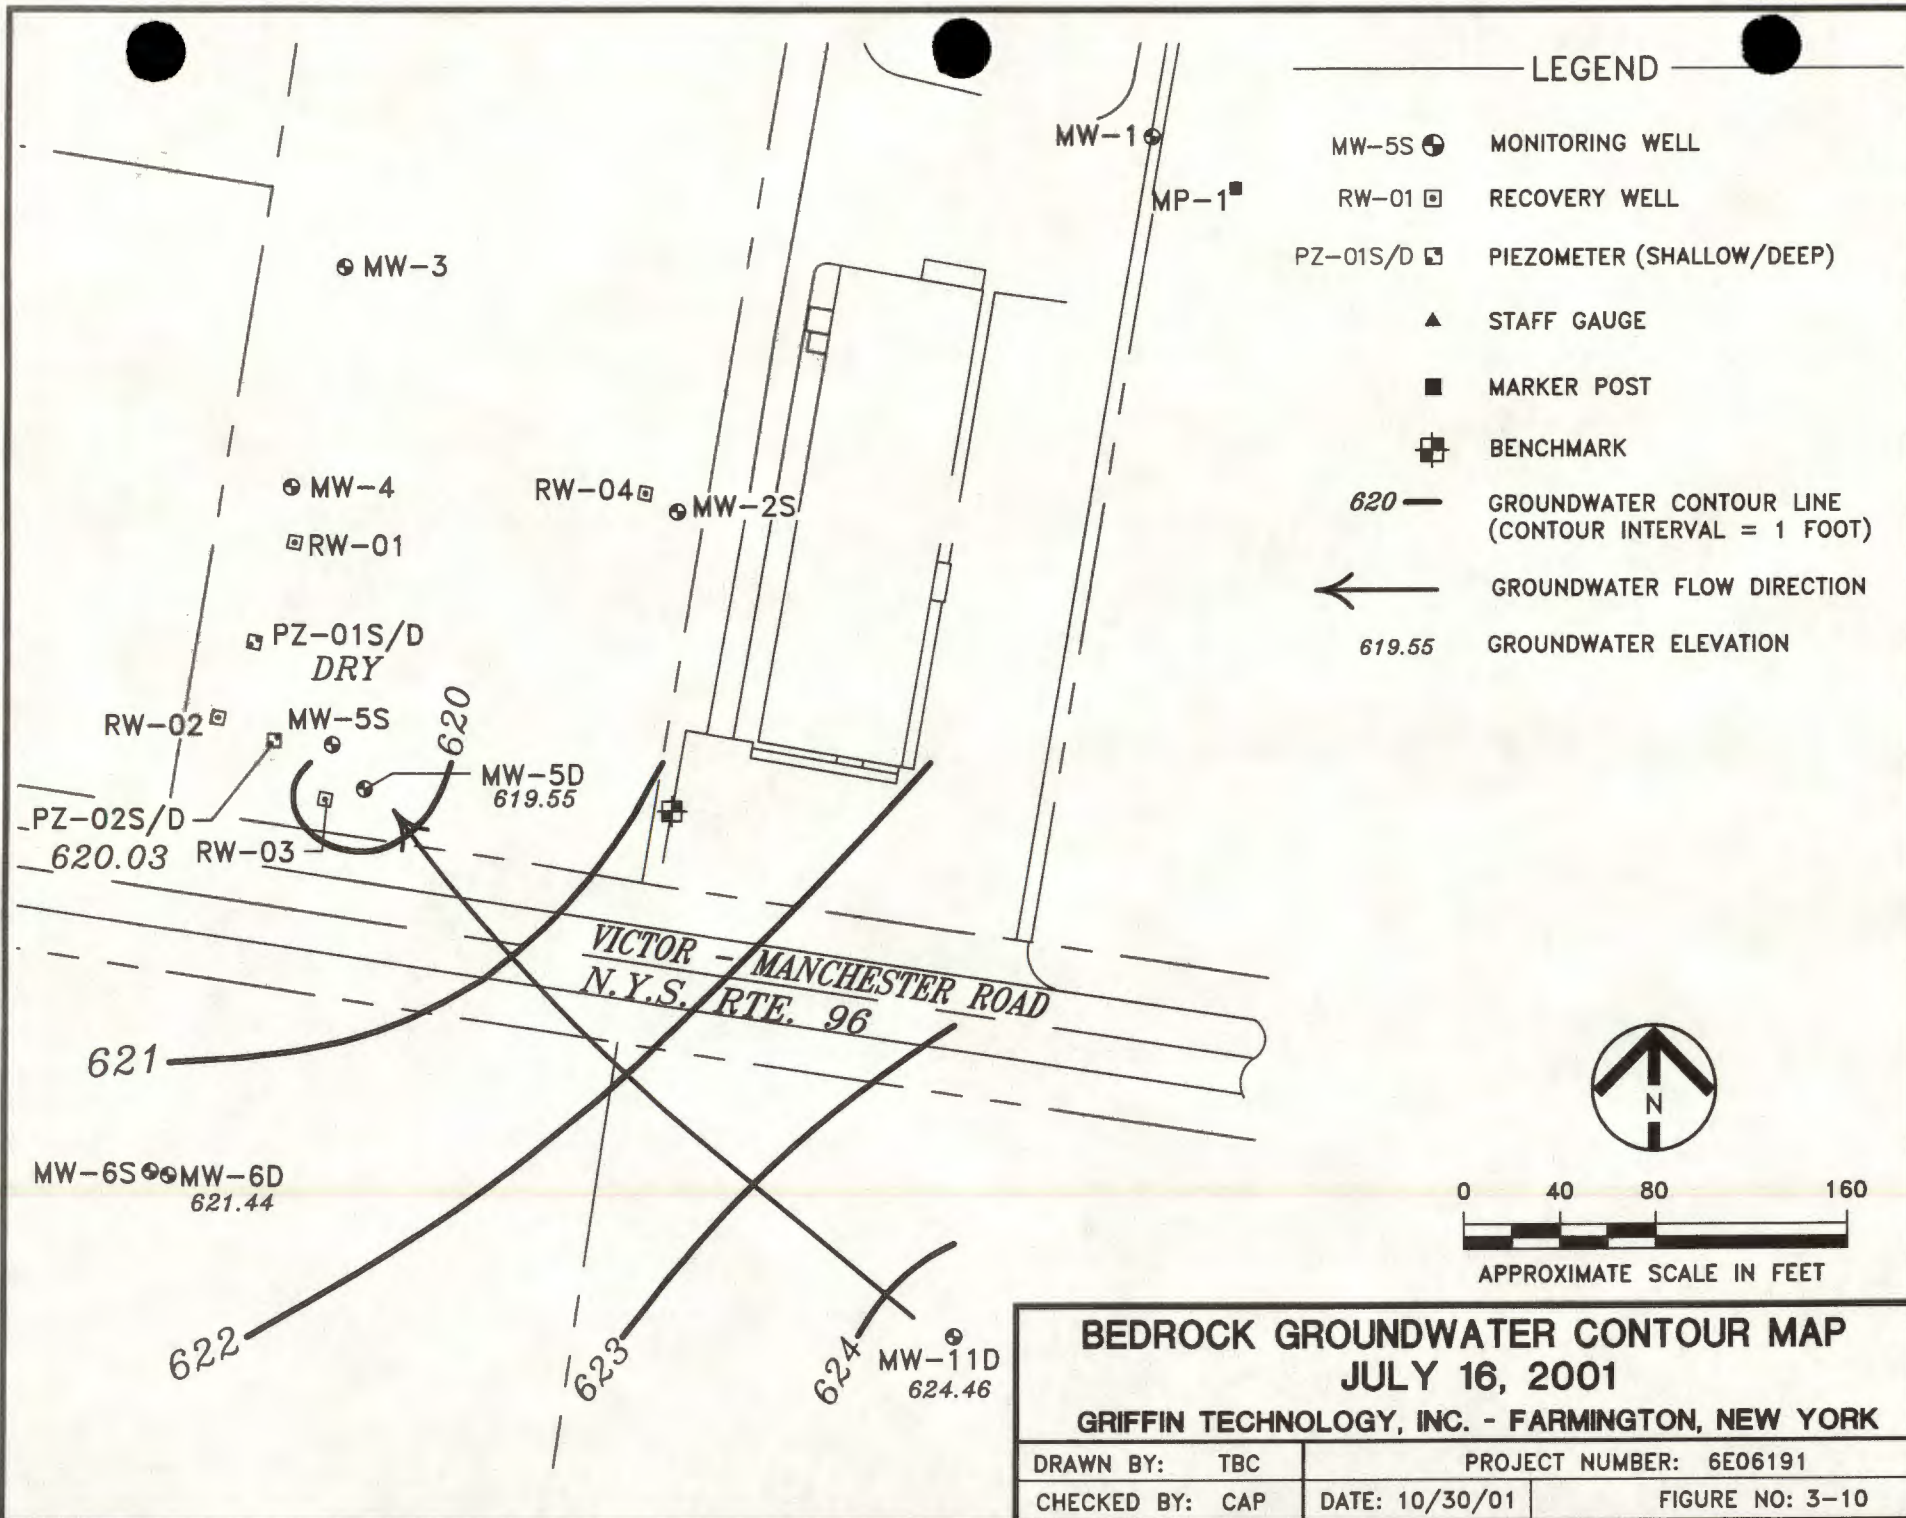 LEGEND
MW-5S MONITORING WELL
RW-01 RECOVERY WELL
PZ-01S/D PIEZOMETER (SHALLOW/DEEP)
STAFF GAUGE
MARKER POST
BENCHMARK
620 GROUNDWATER CONTOUR LINE
(CONTOUR INTERVAL = 1 FOOT)
GROUNDWATER FLOW DIRECTION
619.55 GROUNDWATER ELEVATION
MW-1
MP-1
MW-3
MW-4
RW-04
MW-2S
RW-01
PZ-01S/D
DRY
RW-02
MW-5S
620
MW-5D
619.55
PZ-02S/D
620.03
RW-03
VICTOR - MANCHESTER ROAD
N.Y.S. RTE. 96
621
MW-6S
MW-6D
621.44
622
623
624
MW-11D
624.46
N
0 40 80 160
APPROXIMATE SCALE IN FEET
BEDROCK GROUNDWATER CONTOUR MAP
JULY 16, 2001
GRIFFIN TECHNOLOGY, INC. - FARMINGTON, NEW YORK
DRAWN BY: TBC
PROJECT NUMBER: 6E06191
CHECKED BY: CAP
DATE: 10/30/01
FIGURE NO: 3-10